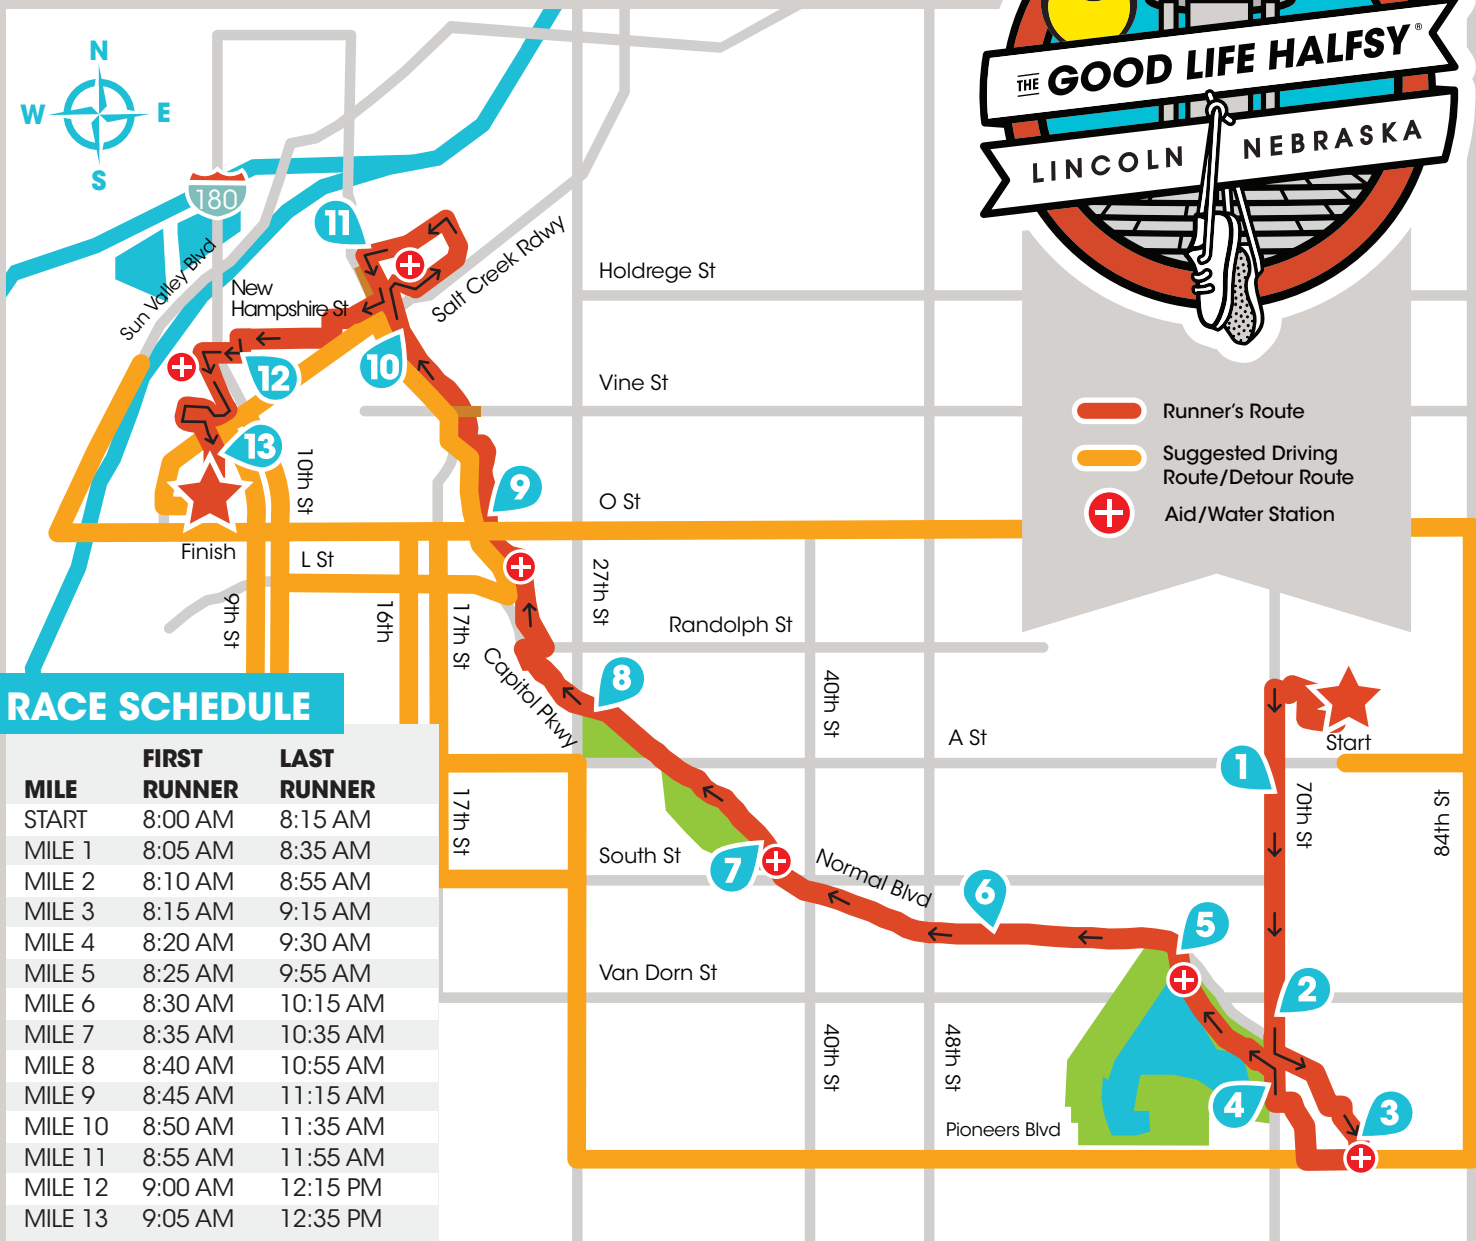 THE GOOD LIFE HALFSY®
LINCOLN NEBRASKA
N
W E
S
180
11
Sun Valley Blvd
New
Hampshire St
Salt Creek Rdwy
Holdrege St
10
12
Vine St
13
10th St
9
O St
Finish
L St
9th St
16th
17th St
27th St
Randolph St
Capitol Pkwy
8
40th St
A St
Runner's Route
Suggested Driving
Route/Detour Route
Aid/Water Station
Start
1
70th St
84th St
17th St
South St
7
Normal Blvd
6
5
Van Dorn St
2
40th St
48th St
4
3
Pioneers Blvd
RACE SCHEDULE
FIRST LAST
MILE RUNNER RUNNER
START 8:00 AM 8:15 AM
MILE 1 8:05 AM 8:35 AM
MILE 2 8:10 AM 8:55 AM
MILE 3 8:15 AM 9:15 AM
MILE 4 8:20 AM 9:30 AM
MILE 5 8:25 AM 9:55 AM
MILE 6 8:30 AM 10:15 AM
MILE 7 8:35 AM 10:35 AM
MILE 8 8:40 AM 10:55 AM
MILE 9 8:45 AM 11:15 AM
MILE 10 8:50 AM 11:35 AM
MILE 11 8:55 AM 11:55 AM
MILE 12 9:00 AM 12:15 PM
MILE 13 9:05 AM 12:35 PM